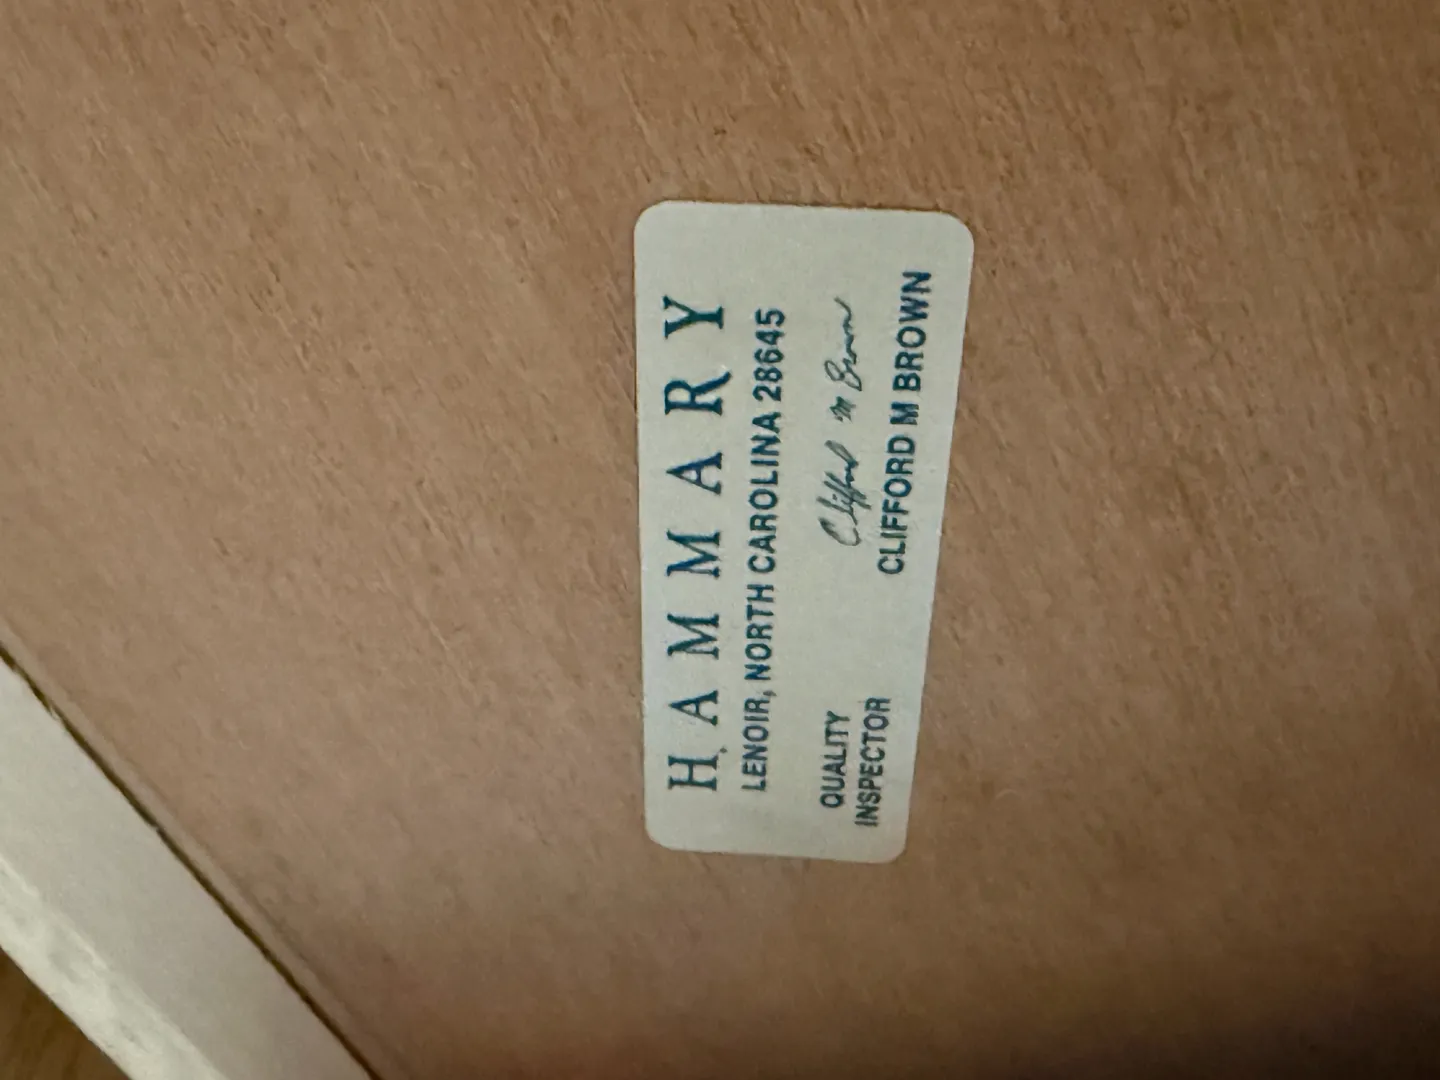 HAMMARY
LENOIR, NORTH CAROLINA 28645
QUALITY
INSPECTOR
Clifford M Brown
CLIFFORD M BROWN